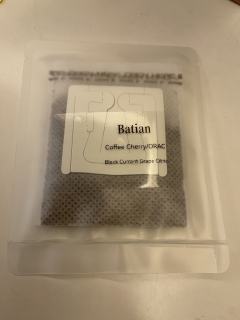 Batian
Coffee Cherry/DRAC
Black Currant Grape Citrus